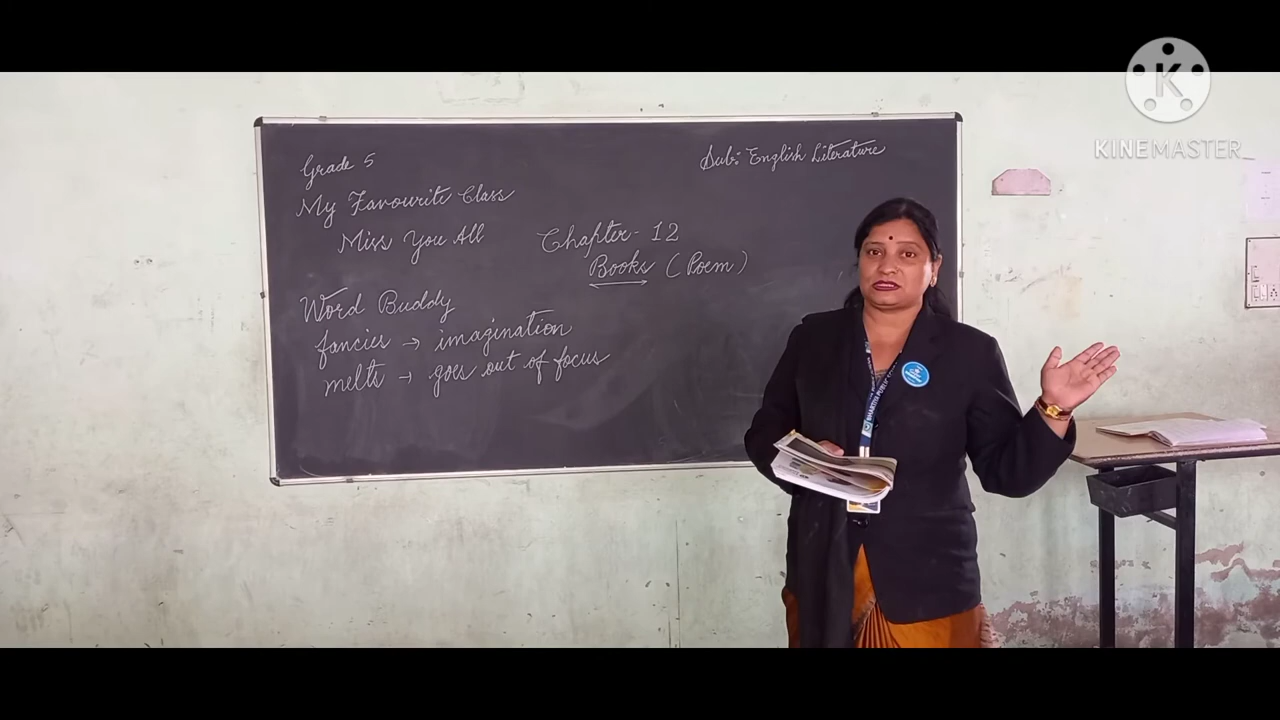 Grade 5
Sub: English Literature
My Favourite Class
Miss You All
Chapter - 12
Books (Poem)
Word Buddy
fancies → imagination
melts → goes out of focus
K
KINEMASTER